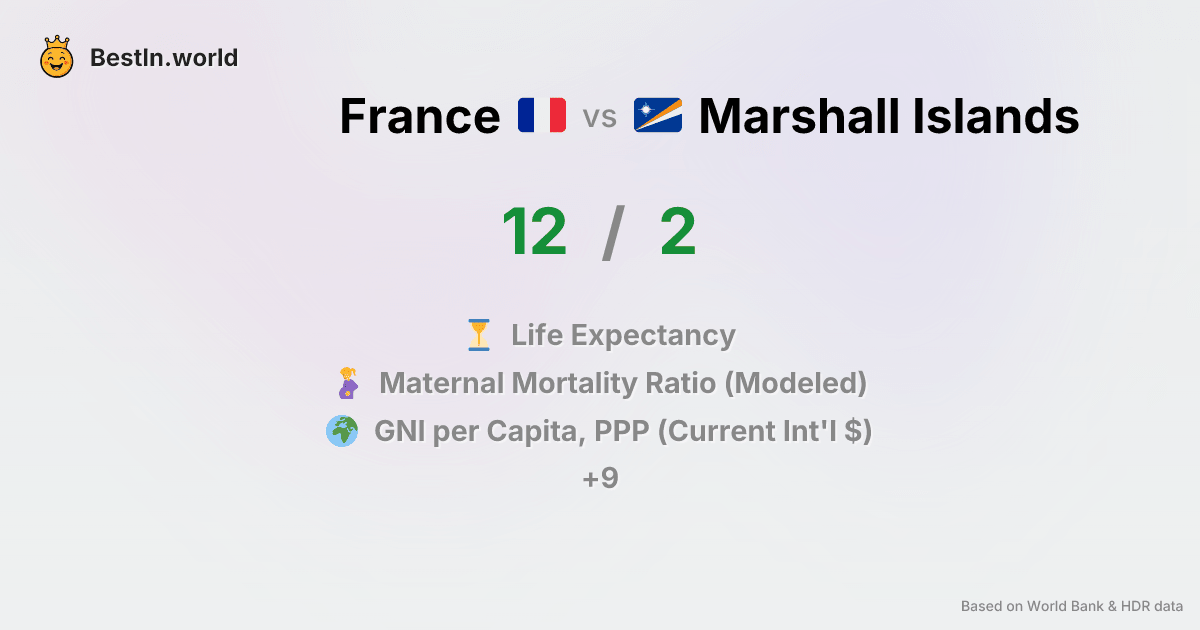 BestIn.world
France vs Marshall Islands
12 / 2
Life Expectancy
Maternal Mortality Ratio (Modeled)
GNI per Capita, PPP (Current Int'l $)
+9
Based on World Bank & HDR data